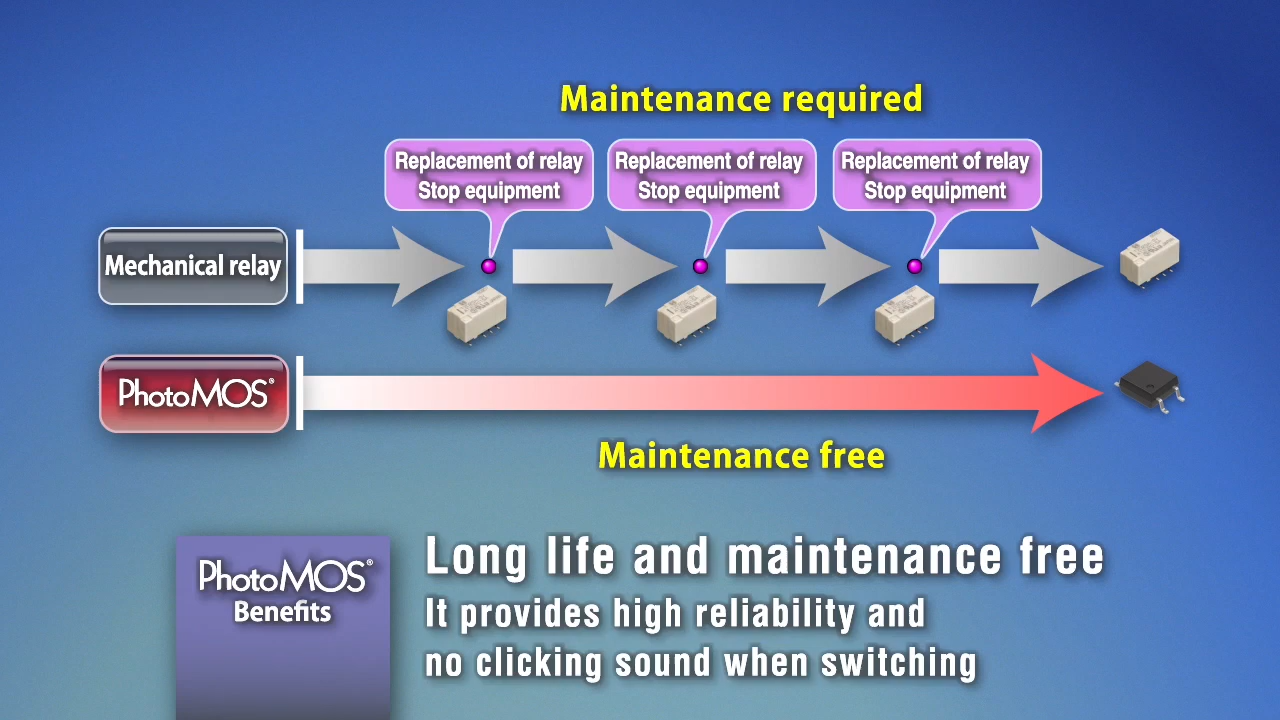 Maintenance required
Replacement of relay
Stop equipment
Replacement of relay
Stop equipment
Replacement of relay
Stop equipment
Mechanical relay
PhotoMOS®
Maintenance free
PhotoMOS®
Benefits
Long life and maintenance free
It provides high reliability and
no clicking sound when switching